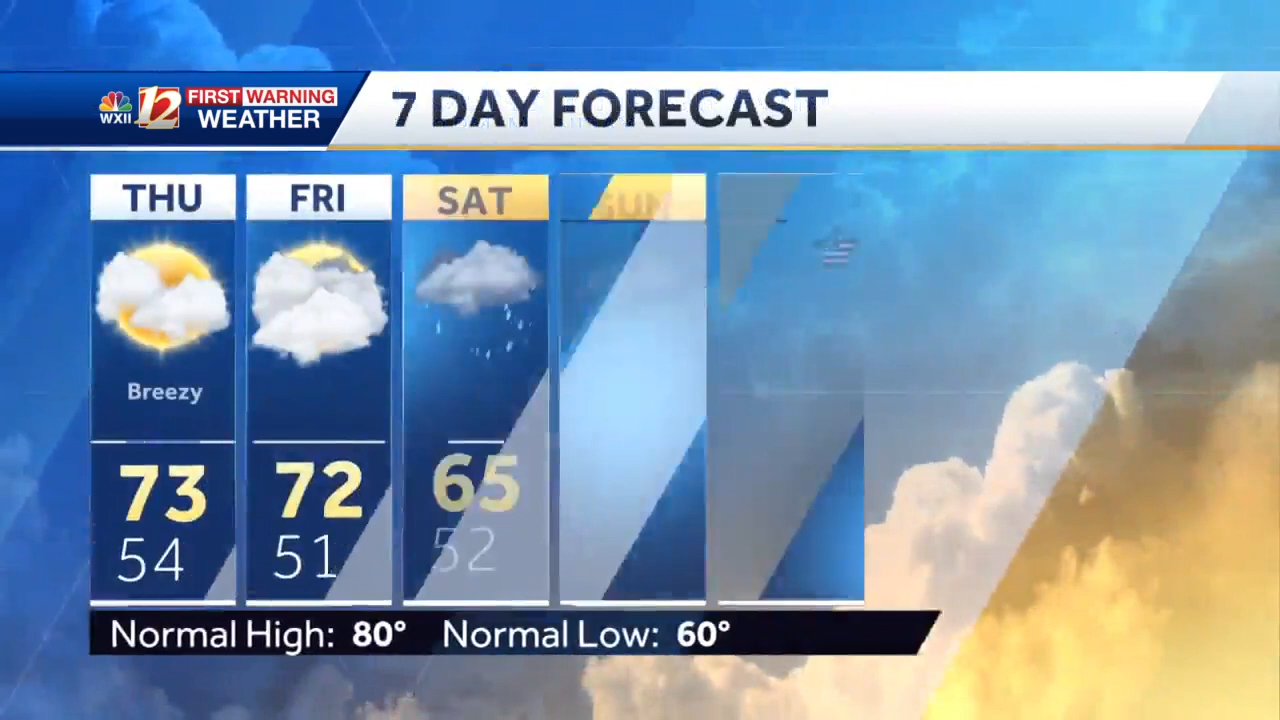 WXII 12 FIRST WARNING WEATHER
7 DAY FORECAST
THU FRI SAT SUN
Breezy
73 72 65
54 51 52
Normal High: 80° Normal Low: 60°